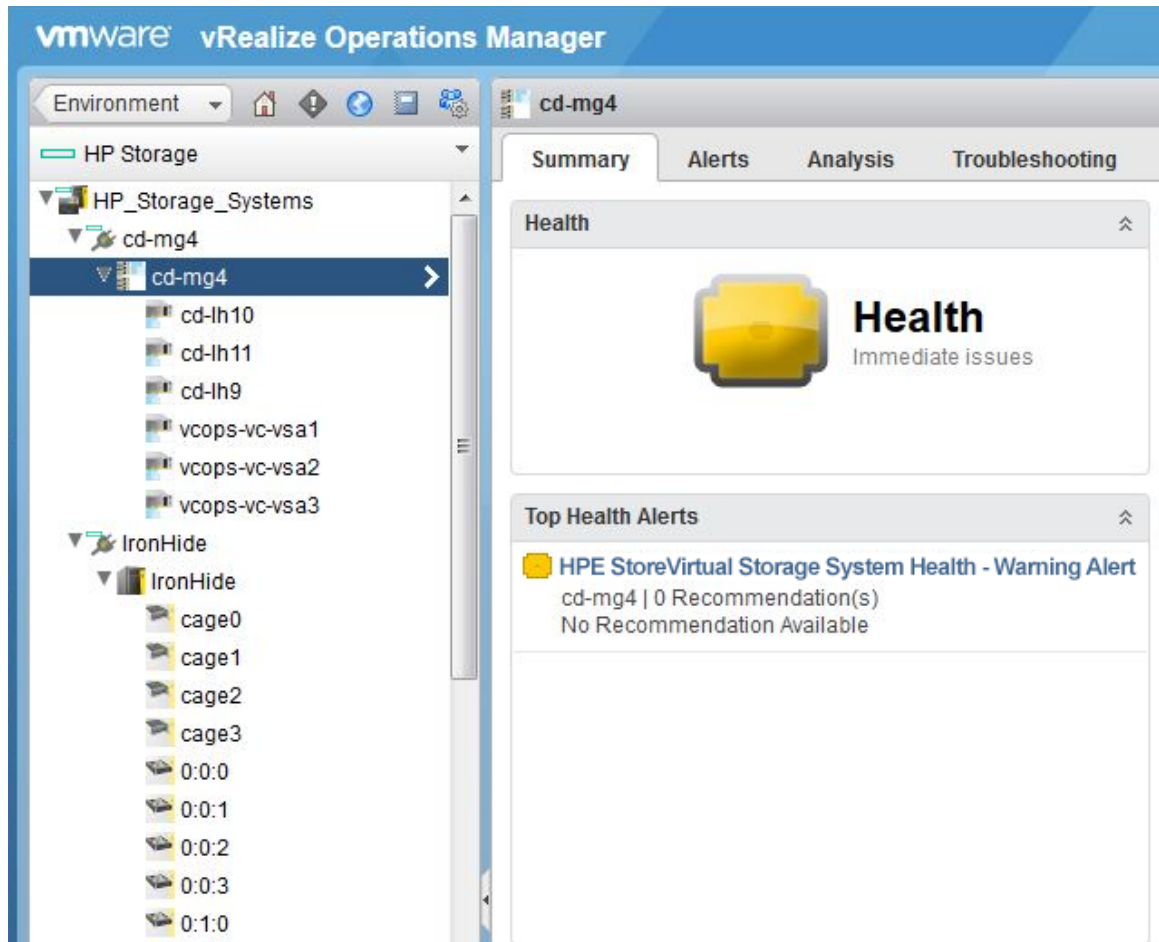 vmware vRealize Operations Manager
Environment
HP Storage
HP_Storage_Systems
cd-mg4
cd-mg4
cd-lh10
cd-lh11
cd-lh9
vcops-vc-vsa1
vcops-vc-vsa2
vcops-vc-vsa3
IronHide
IronHide
cage0
cage1
cage2
cage3
0:0:0
0:0:1
0:0:2
0:0:3
0:1:0
cd-mg4
Summary Alerts Analysis Troubleshooting
Health
Health
Immediate issues
Top Health Alerts
HPE StoreVirtual Storage System Health - Warning Alert
cd-mg4 | 0 Recommendation(s)
No Recommendation Available